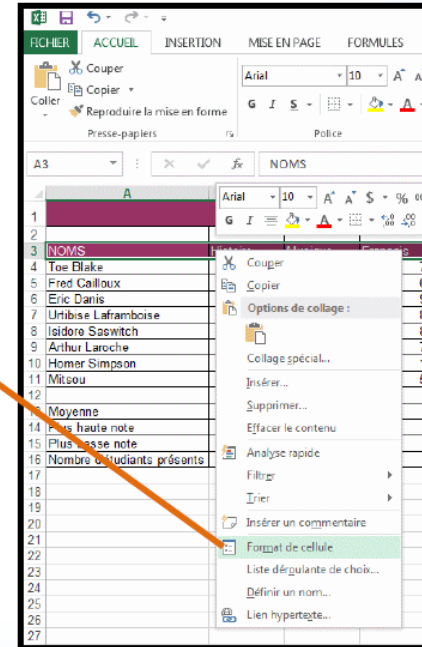 FICHIER ACCUEIL INSERTION MISE EN PAGE FORMULES
Couper
Copier
Coller
Reproduire la mise en forme
Presse-papiers
Arial 10 A A
G I S A
Police
A3 fx NOMS
A
Arial 10 A A $ %
G I A
1
2
3 NOMS Histoire Musique Français
4 Toe Blake
5 Fred Cailloux
6 Eric Danis
7 Urtibise Laframboise
8 Isidore Saswitch
9 Arthur Laroche
10 Homer Simpson
11 Mitsou
12
13 Moyenne
14 Plus haute note
15 Plus basse note
16 Nombre d'étudiants présents
17
18
19
20
21
22
23
24
25
26
27
Couper
Copier
Options de collage :
Collage spécial...
Insérer...
Supprimer...
Effacer le contenu
Analyse rapide
Filtrer
Trier
Insérer un commentaire
Format de cellule
Liste déroulante de choix...
Définir un nom...
Lien hypertexte...